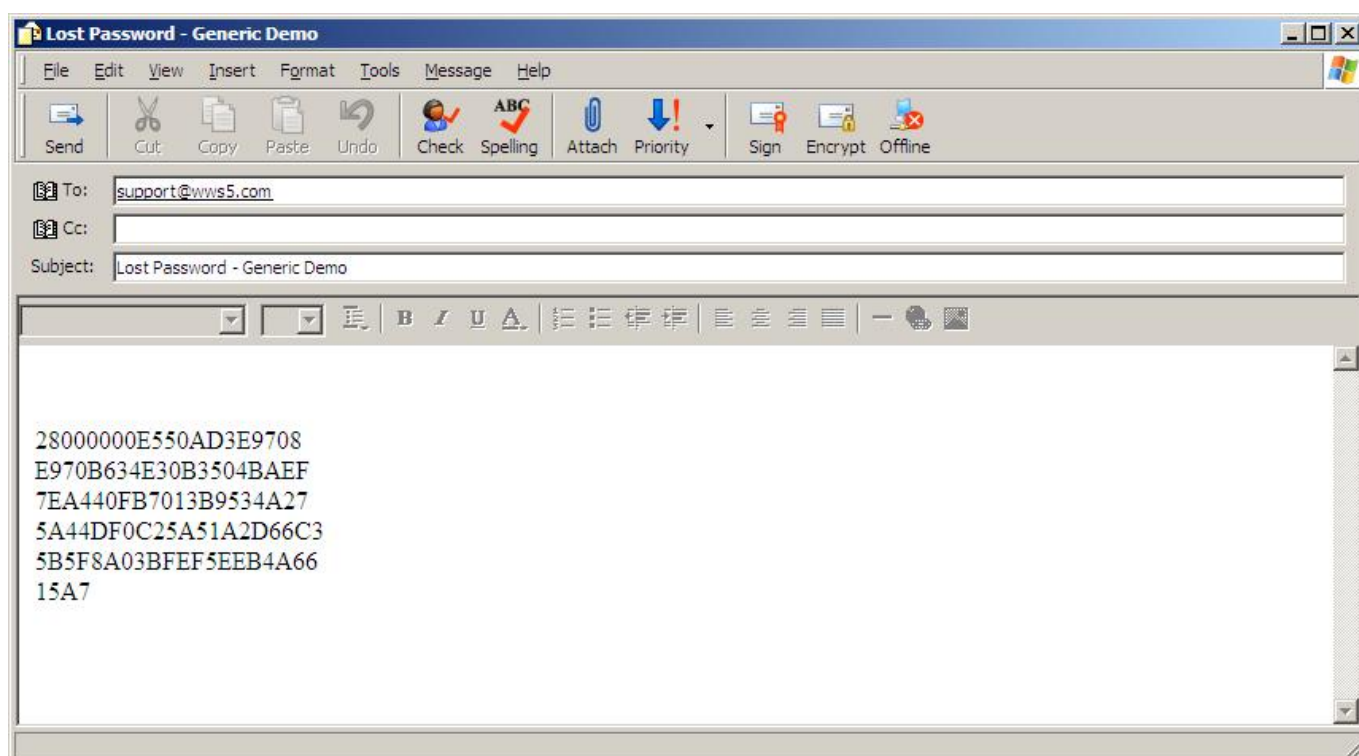 Lost Password - Generic Demo
File Edit View Insert Format Tools Message Help
ABC
Send Cut Copy Paste Undo Check Spelling Attach Priority Sign Encrypt Offline
To: support@wws5.com
Cc:
Subject: Lost Password - Generic Demo
B I U A
28000000E550AD3E9708
E970B634E30B3504BAEF
7EA440FB7013B9534A27
5A44DF0C25A51A2D66C3
5B5F8A03BFEF5EEB4A66
15A7